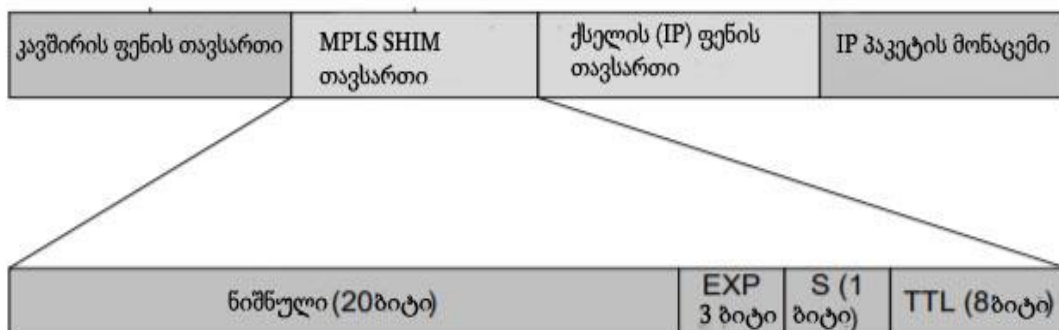 კავშირის ფენის თავსართი
MPLS SHIM
თავსართი
ქსელის (IP) ფენის
თავსართი
IP პაკეტის მონაცემი
ნიშნული (20ბიტი)
EXP
3 ბიტი
S (1
ბიტი)
TTL (8ბიტი)